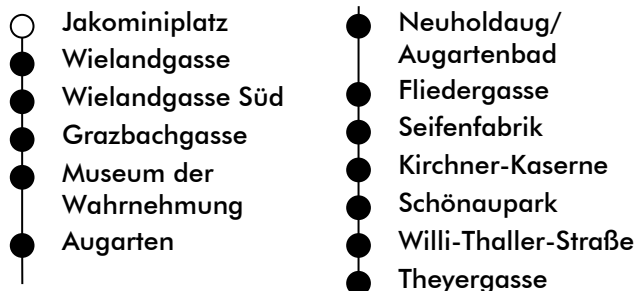 Jakominiplatz
Wielandgasse
Wielandgasse Süd
Grazbachgasse
Museum der
Wahrnehmung
Augarten
Neuholdaug/
Augartenbad
Fliedergasse
Seifenfabrik
Kirchner-Kaserne
Schönaupark
Willi-Thaller-Straße
Theyergasse